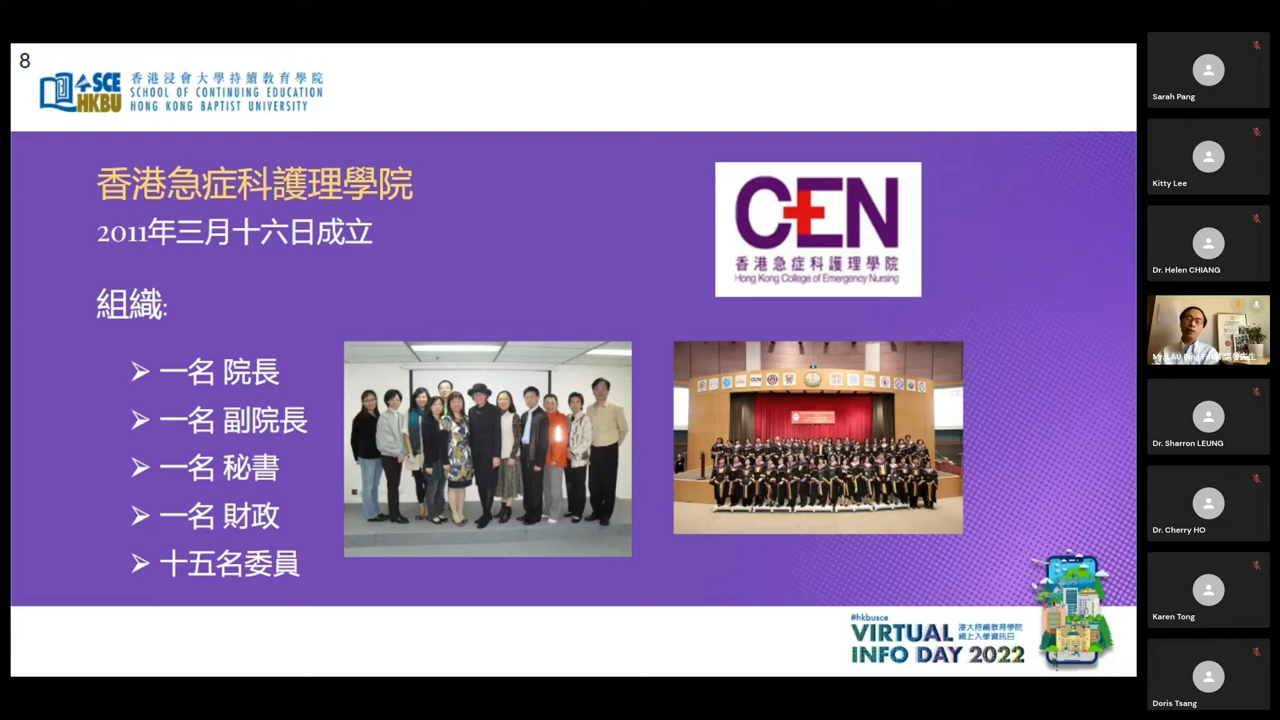 8
SCE
HKBU
香港浸會大學持續教育學院
SCHOOL OF CONTINUING EDUCATION
HONG KONG BAPTIST UNIVERSITY
香港急症科護理學院
2011年三月十六日成立
組織:
➢ 一名 院長
➢ 一名 副院長
➢ 一名 秘書
➢ 一名 財政
➢ 十五名委員
CEN
香港急症科護理學院
Hong Kong College of Emergency Nursing
#hkbusce
VIRTUAL
INFO DAY 2022
浸大持續教育學院
網上入學資訊日
Sarah Pang
Kitty Lee
Dr. Helen CHIANG
Mr. LAU
Dr. Sharron LEUNG
Dr. Cherry HO
Karen Tong
Doris Tsang